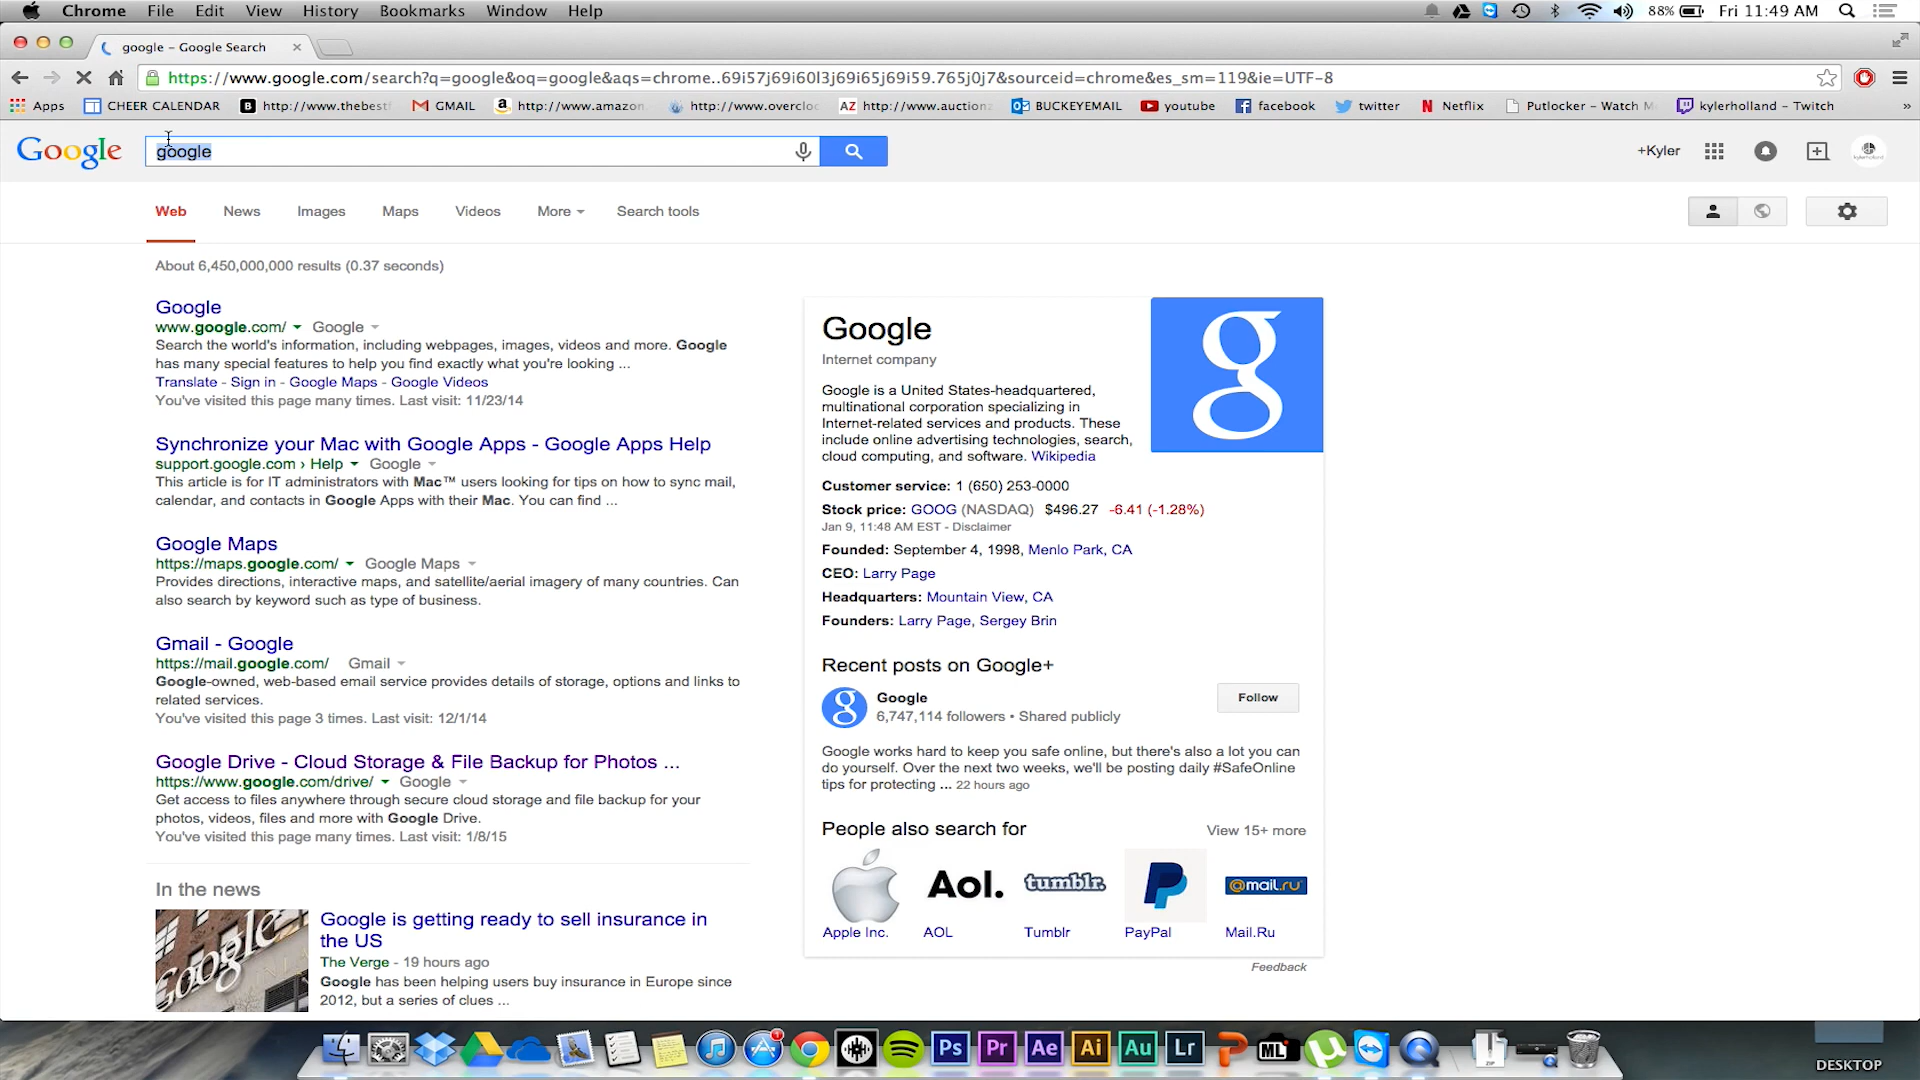 Chrome File Edit View History Bookmarks Window Help 88% Fri 11:49 AM
google - Google Search
https://www.google.com/search?q=google&oq=google&aqs=chrome..69i57j69i60l3j69i65j69i59.765j0j7&sourceid=chrome&es_sm=119&ie=UTF-8
Apps CHEER CALENDAR http://www.thebest GMAIL http://www.amazon http://www.overcloc http://www.auction BUCKEYEMAIL youtube facebook twitter Netflix Putlocker - Watch M kylerholland - Twitch »
Google google +Kyler
Web News Images Maps Videos More Search tools
About 6,450,000,000 results (0.37 seconds)
Google
www.google.com/ Google
Search the world's information, including webpages, images, videos and more. Google
has many special features to help you find exactly what you're looking ...
Translate - Sign in - Google Maps - Google Videos
You've visited this page many times. Last visit: 11/23/14
Synchronize your Mac with Google Apps - Google Apps Help
support.google.com › Help Google
This article is for IT administrators with Mac™ users looking for tips on how to sync mail,
calendar, and contacts in Google Apps with their Mac. You can find ...
Google Maps
https://maps.google.com/ Google Maps
Provides directions, interactive maps, and satellite/aerial imagery of many countries. Can
also search by keyword such as type of business.
Gmail - Google
https://mail.google.com/ Gmail
Google-owned, web-based email service provides details of storage, options and links to
related services.
You've visited this page 3 times. Last visit: 12/1/14
Google Drive - Cloud Storage & File Backup for Photos ...
https://www.google.com/drive/ Google
Get access to files anywhere through secure cloud storage and file backup for your
photos, videos, files and more with Google Drive.
You've visited this page many times. Last visit: 1/8/15
In the news
Google
Google is getting ready to sell insurance in
the US
The Verge - 19 hours ago
Google has been helping users buy insurance in Europe since
2012, but a series of clues ...
Google
Internet company
g
Google is a United States-headquartered,
multinational corporation specializing in
Internet-related services and products. These
include online advertising technologies, search,
cloud computing, and software. Wikipedia
Customer service: 1 (650) 253-0000
Stock price: GOOG (NASDAQ) $496.27 -6.41 (-1.28%)
Jan 9, 11:48 AM EST - Disclaimer
Founded: September 4, 1998, Menlo Park, CA
CEO: Larry Page
Headquarters: Mountain View, CA
Founders: Larry Page, Sergey Brin
Recent posts on Google+
g Google Follow
6,747,114 followers • Shared publicly
Google works hard to keep you safe online, but there's also a lot you can
do yourself. Over the next two weeks, we'll be posting daily #SafeOnline
tips for protecting ... 22 hours ago
People also search for View 15+ more
Aol. tumblr. @mail.ru
Apple Inc. AOL Tumblr PayPal Mail.Ru
Feedback
Ps Pr Ae Ai Au Lr ML ZIP
DESKTOP